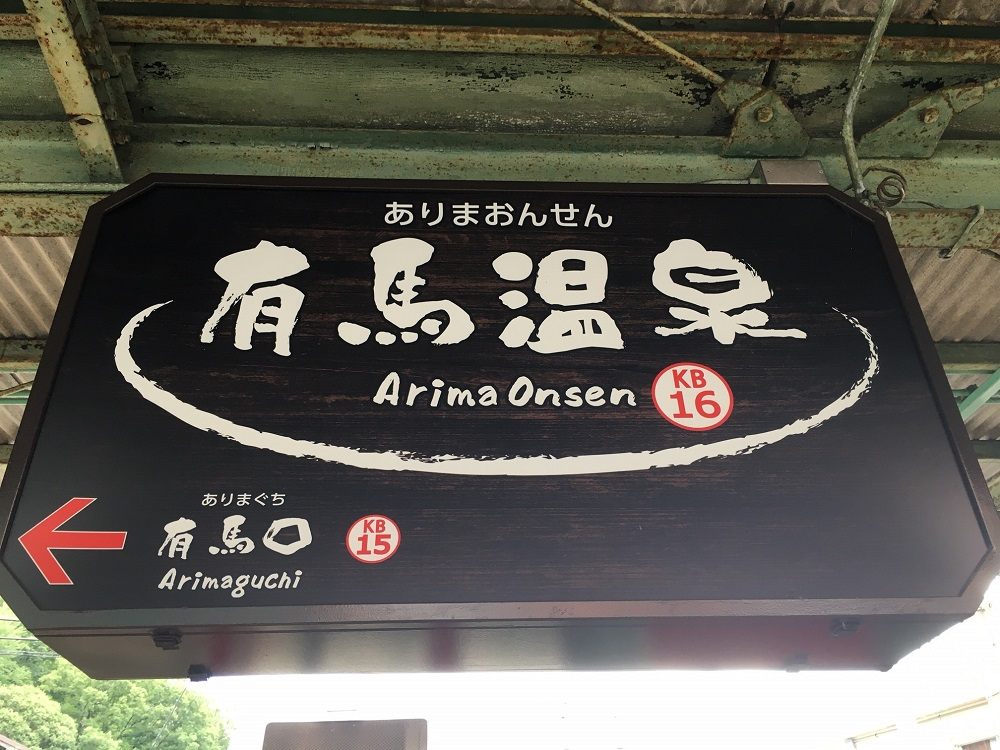 ありまおんせん
有馬温泉
Arima Onsen KB 16
ありまぐち
有馬口 KB 15
Arimaguchi